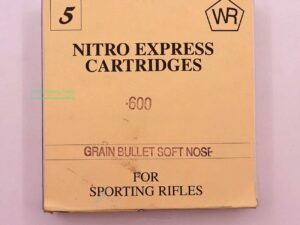 5
WR
NITRO EXPRESS
CARTRIDGES
·600
GRAIN BULLET SOFT NOSE
FOR
SPORTING RIFLES